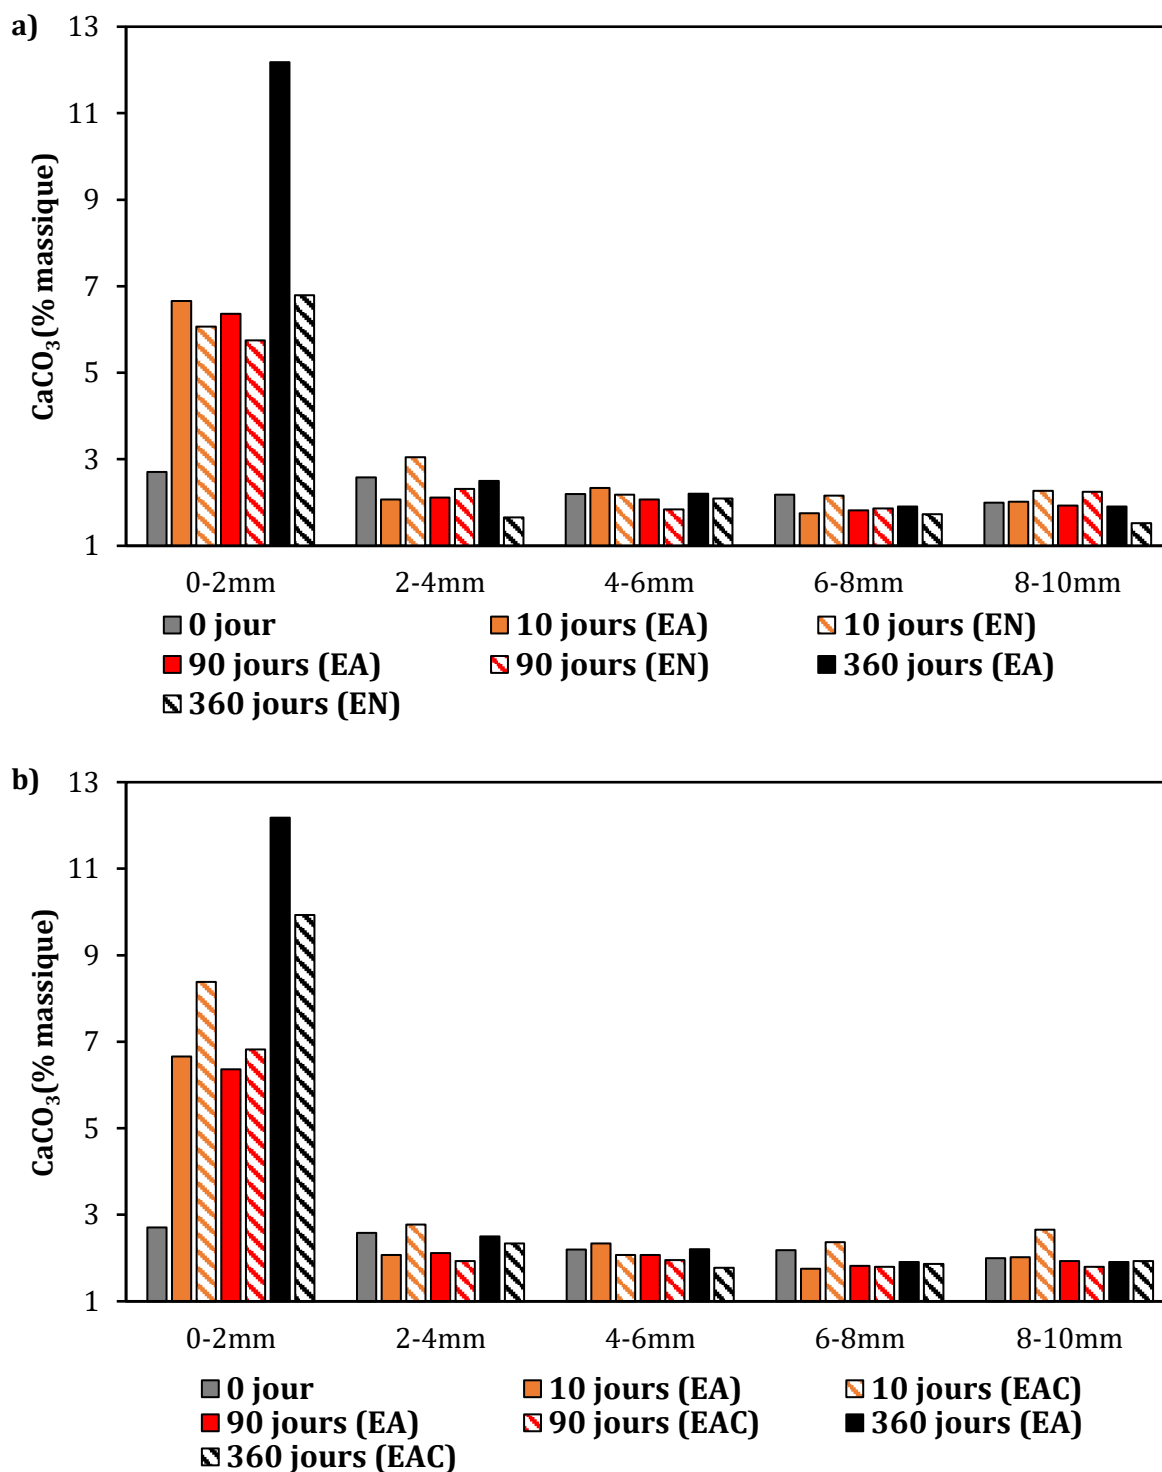 a)
13
11
9
7
5
3
1
CaCO₃(% massique)
0-2mm 2-4mm 4-6mm 6-8mm 8-10mm
0 jour 10 jours (EA) 10 jours (EN)
90 jours (EA) 90 jours (EN) 360 jours (EA)
360 jours (EN)
b)
13
11
9
7
5
3
1
CaCO₃(% massique)
0-2mm 2-4mm 4-6mm 6-8mm 8-10mm
0 jour 10 jours (EA) 10 jours (EAC)
90 jours (EA) 90 jours (EAC) 360 jours (EA)
360 jours (EAC)